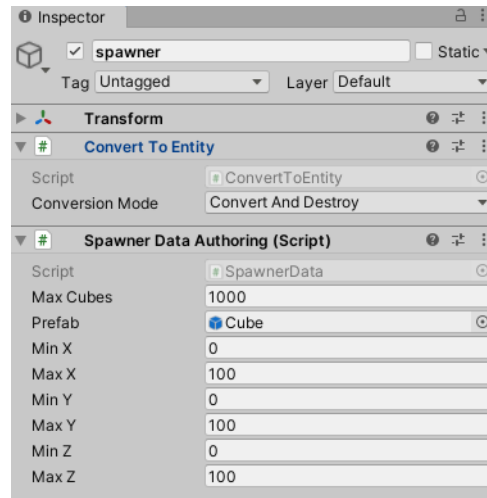 Inspector
spawner Static
Tag Untagged Layer Default
Transform
# Convert To Entity
Script # ConvertToEntity
Conversion Mode Convert And Destroy
# Spawner Data Authoring (Script)
Script # SpawnerData
Max Cubes 1000
Prefab Cube
Min X 0
Max X 100
Min Y 0
Max Y 100
Min Z 0
Max Z 100